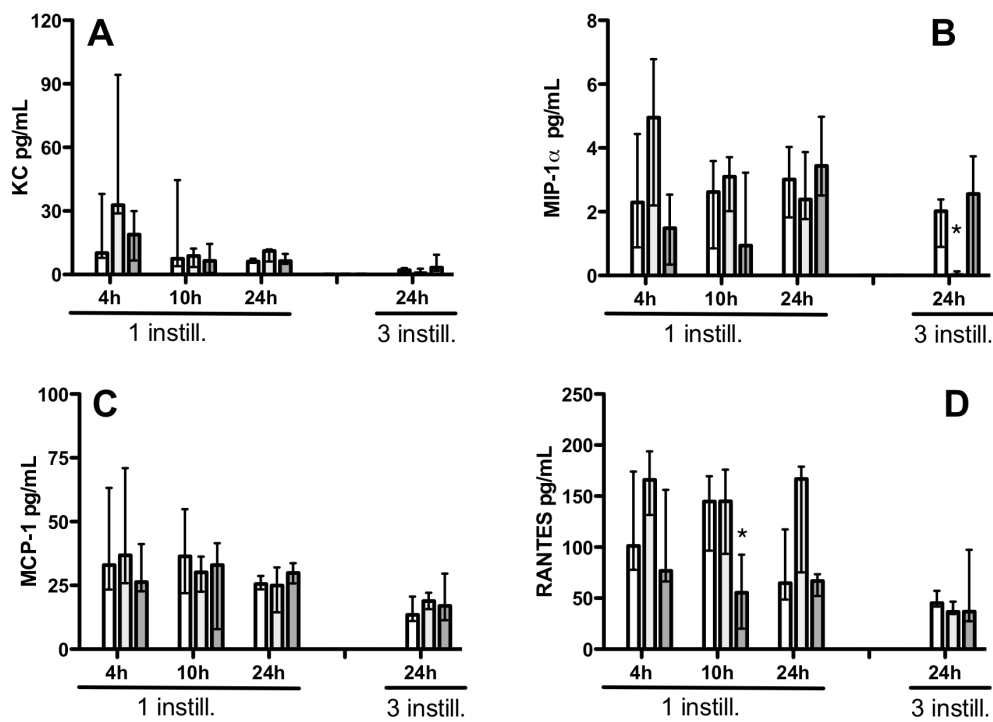 A
KC pg/mL
120
90
60
30
0
4h 10h 24h 24h
1 instill. 3 instill.
B
MIP-1α pg/mL
8
6
4
2
0
*
4h 10h 24h 24h
1 instill. 3 instill.
C
MCP-1 pg/mL
100
75
50
25
0
4h 10h 24h 24h
1 instill. 3 instill.
D
RANTES pg/mL
250
200
150
100
50
0
*
4h 10h 24h 24h
1 instill. 3 instill.